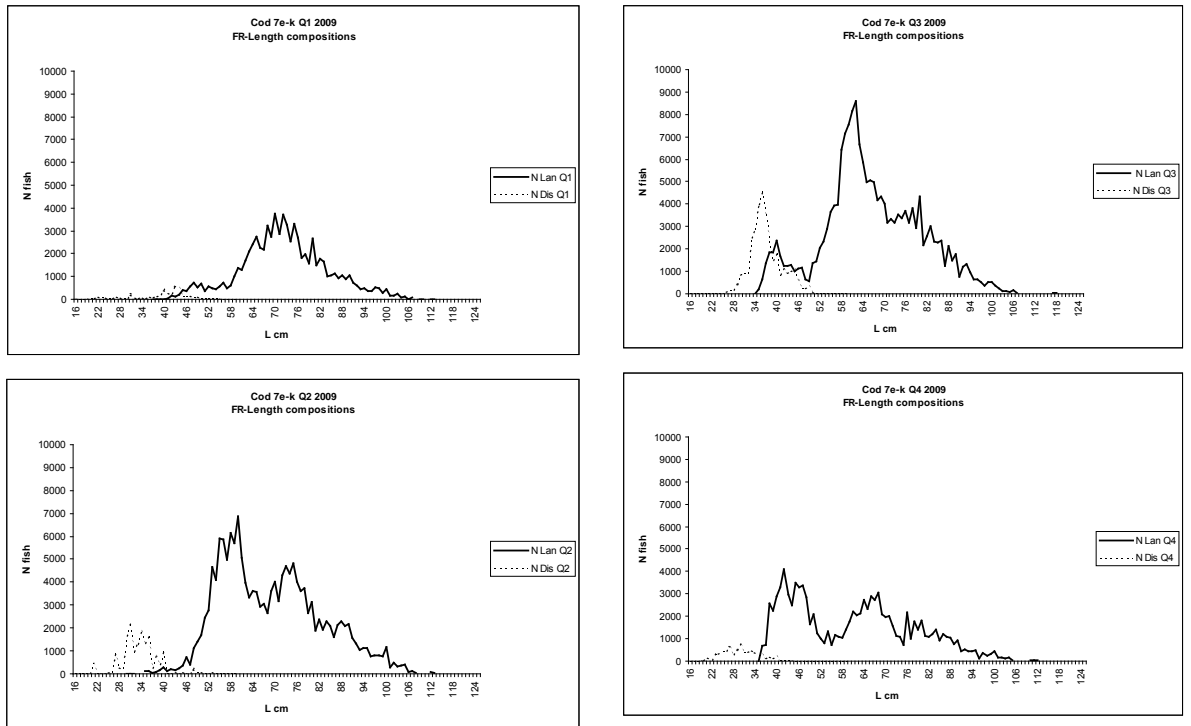 Cod 7e-k Q1 2009
FR-Length compositions
10000
9000
8000
7000
6000
5000
4000
3000
2000
1000
0
N fish
16 22 28 34 40 46 52 58 64 70 76 82 88 94 100 106 112 118 124
L cm
N Lan Q1
N Dis Q1
Cod 7e-k Q3 2009
FR-Length compositions
10000
9000
8000
7000
6000
5000
4000
3000
2000
1000
0
N fish
16 22 28 34 40 46 52 58 64 70 76 82 88 94 100 106 112 118 124
L cm
N Lan Q3
N Dis Q3
Cod 7e-k Q2 2009
FR-Length compositions
10000
9000
8000
7000
6000
5000
4000
3000
2000
1000
0
N fish
16 22 28 34 40 46 52 58 64 70 76 82 88 94 100 106 112 118 124
L cm
N Lan Q2
N Dis Q2
Cod 7e-k Q4 2009
FR-Length compositions
10000
9000
8000
7000
6000
5000
4000
3000
2000
1000
0
N fish
16 22 28 34 40 46 52 58 64 70 76 82 88 94 100 106 112 118 124
L cm
N Lan Q4
N Dis Q4